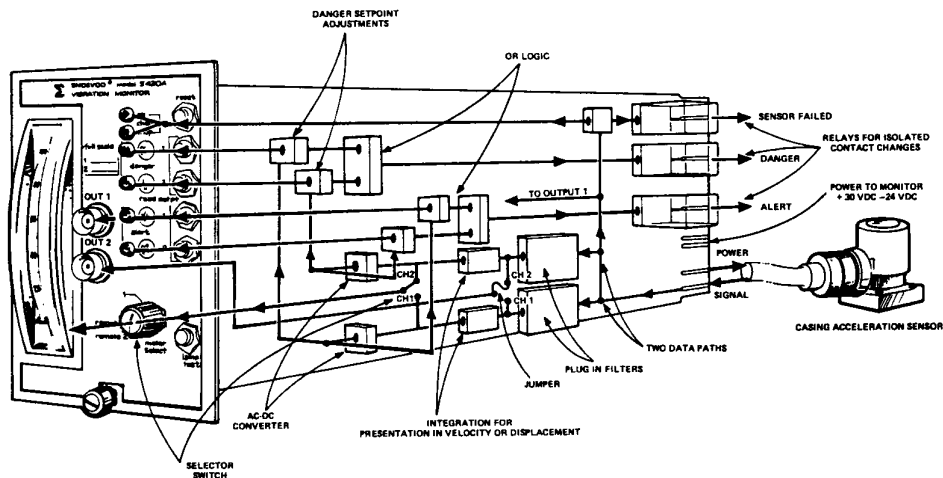 DANGER SETPOINT
ADJUSTMENTS
OR LOGIC
VIBRATION MONITOR
reset
full scale
danger
alert
OUT 1
OUT 2
meter
select
lamp
test
SENSOR FAILED
RELAYS FOR ISOLATED
CONTACT CHANGES
DANGER
TO OUTPUT 1
ALERT
POWER TO MONITOR
+ 30 VDC -24 VDC
POWER
SIGNAL
CH2
CH1
CH 2
CH 1
CASING ACCELERATION SENSOR
TWO DATA PATHS
PLUG IN FILTERS
JUMPER
AC-DC
CONVERTER
INTEGRATION FOR
PRESENTATION IN VELOCITY OR DISPLACEMENT
SELECTOR
SWITCH